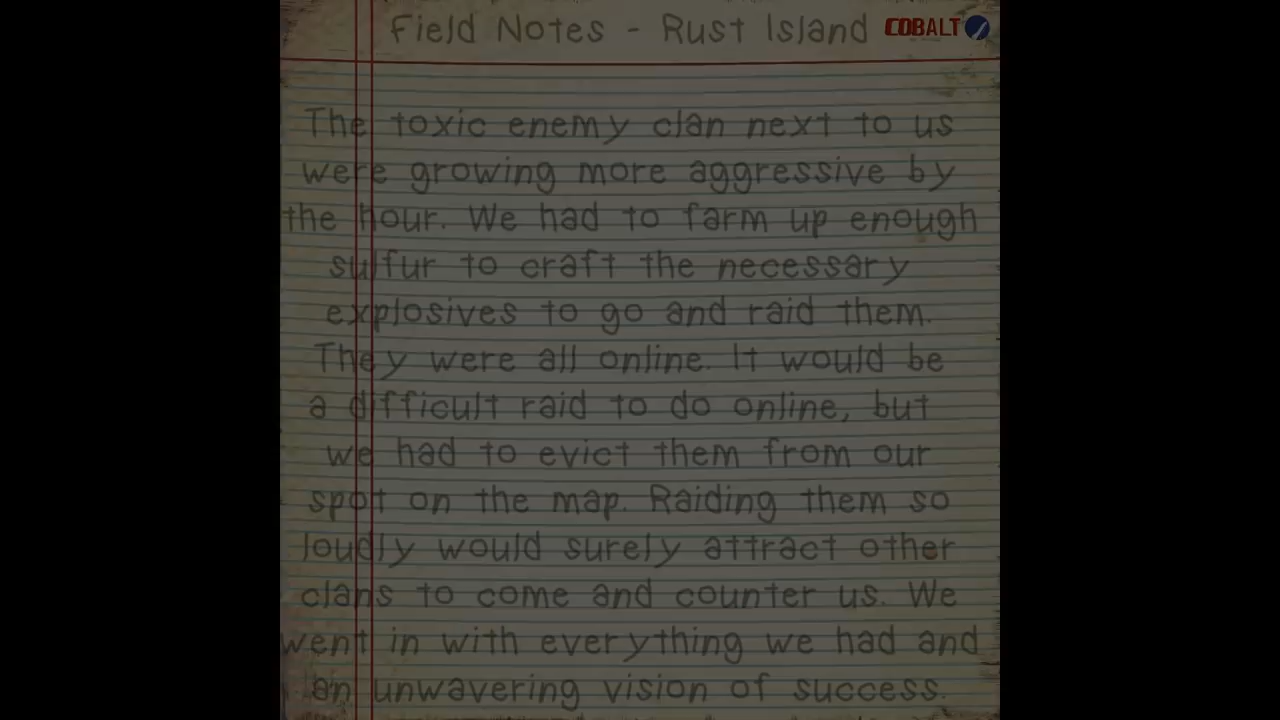 Field Notes - Rust Island COBALT
The toxic enemy clan next to us
were growing more aggressive by
the hour. We had to farm up enough
sulfur to craft the necessary
explosives to go and raid them.
They were all online. It would be
a difficult raid to do online, but
we had to evict them from our
spot on the map. Raiding them so
loudly would surely attract other
clans to come and counter us. We
went in with everything we had and
an unwavering vision of success.